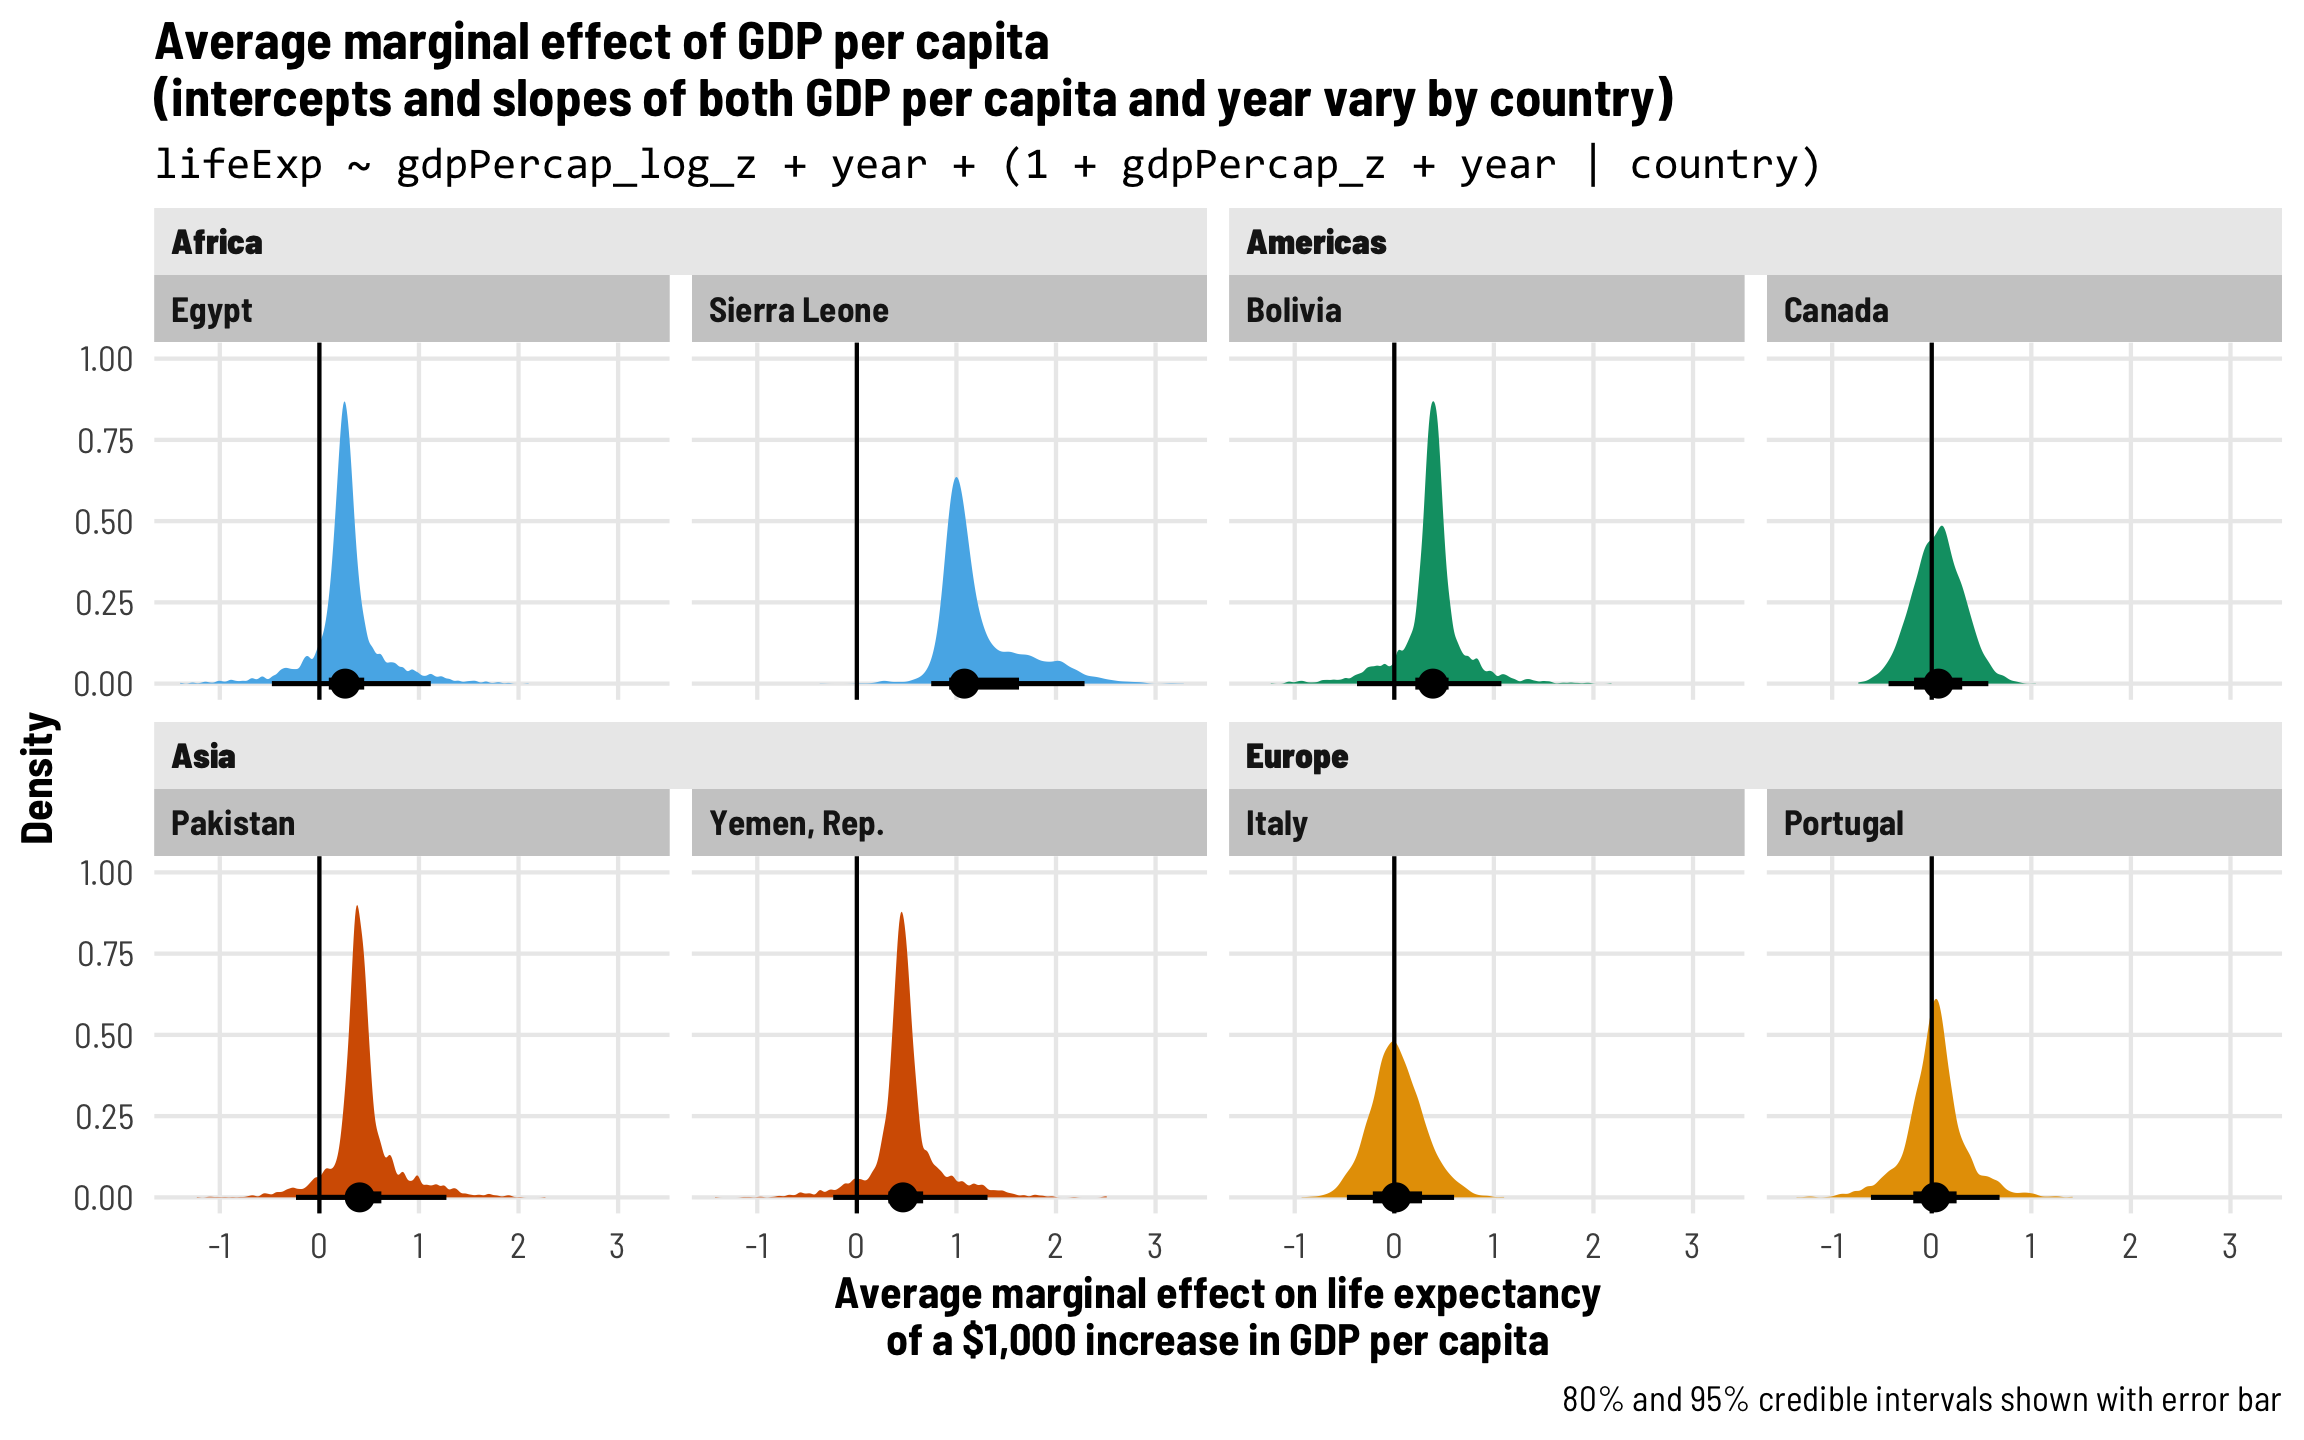 Average marginal effect of GDP per capita
(intercepts and slopes of both GDP per capita and year vary by country)
lifeExp ~ gdpPercap_log_z + year + (1 + gdpPercap_z + year | country)
Africa
Americas
Egypt
Sierra Leone
Bolivia
Canada
1.00
0.75
0.50
0.25
0.00
Density
Asia
Europe
Pakistan
Yemen, Rep.
Italy
Portugal
1.00
0.75
0.50
0.25
0.00
-1 0 1 2 3
-1 0 1 2 3
-1 0 1 2 3
-1 0 1 2 3
Average marginal effect on life expectancy
of a $1,000 increase in GDP per capita
80% and 95% credible intervals shown with error bar